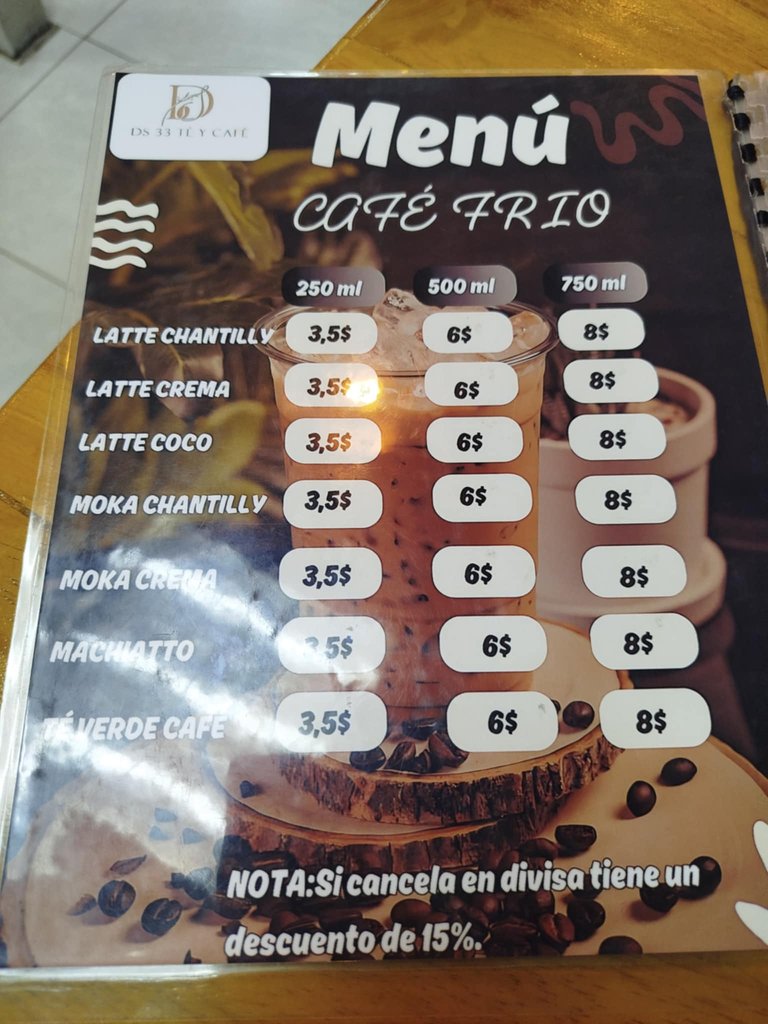 DS 33 TÉ Y CAFÉ
Menú
CAFÉ FRIO
250 ml 500 ml 750 ml
LATTE CHANTILLY 3,5$ 6$ 8$
LATTE CREMA 3,5$ 6$ 8$
LATTE COCO 3,5$ 6$ 8$
MOKA CHANTILLY 3,5$ 6$ 8$
MOKA CREMA 3,5$ 6$ 8$
MACHIATTO 3,5$ 6$ 8$
TÉ VERDE CAFÉ 3,5$ 6$ 8$
NOTA:Si cancela en divisa tiene un
descuento de 15%.